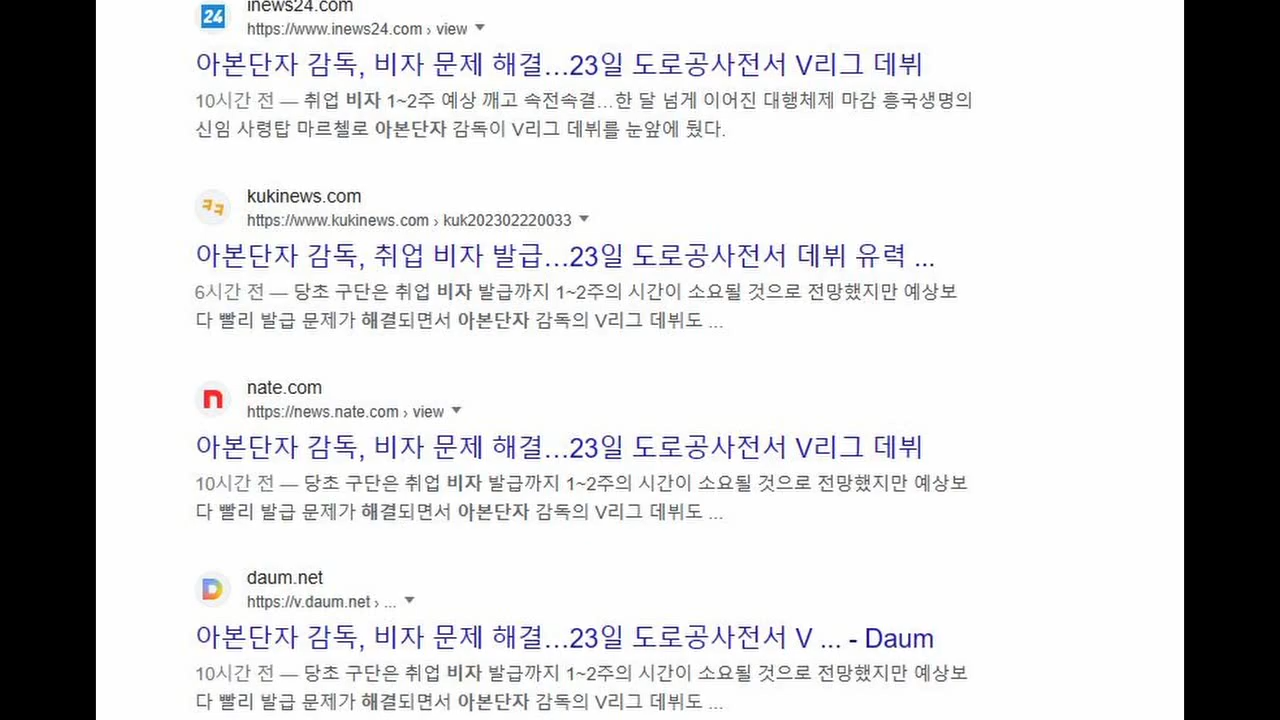 inews24.com
24
https://www.inews24.com › view
아본단자 감독, 비자 문제 해결...23일 도로공사전서 V리그 데뷔
10시간 전 — 취업 비자 1~2주 예상 깨고 속전속결…한 달 넘게 이어진 대행체제 마감 흥국생명의
신임 사령탑 마르첼로 아본단자 감독이 V리그 데뷔를 눈앞에 뒀다.
kukinews.com
ㅋㅋ
https://www.kukinews.com › kuk202302220033
아본단자 감독, 취업 비자 발급...23일 도로공사전서 데뷔 유력 ...
6시간 전 — 당초 구단은 취업 비자 발급까지 1~2주의 시간이 소요될 것으로 전망했지만 예상보
다 빨리 발급 문제가 해결되면서 아본단자 감독의 V리그 데뷔도 ...
nate.com
n
https://news.nate.com › view
아본단자 감독, 비자 문제 해결...23일 도로공사전서 V리그 데뷔
10시간 전 — 당초 구단은 취업 비자 발급까지 1~2주의 시간이 소요될 것으로 전망했지만 예상보
다 빨리 발급 문제가 해결되면서 아본단자 감독의 V리그 데뷔도 ...
daum.net
D
https://v.daum.net › ...
아본단자 감독, 비자 문제 해결...23일 도로공사전서 V ... - Daum
10시간 전 — 당초 구단은 취업 비자 발급까지 1~2주의 시간이 소요될 것으로 전망했지만 예상보
다 빨리 발급 문제가 해결되면서 아본단자 감독의 V리그 데뷔도 ...